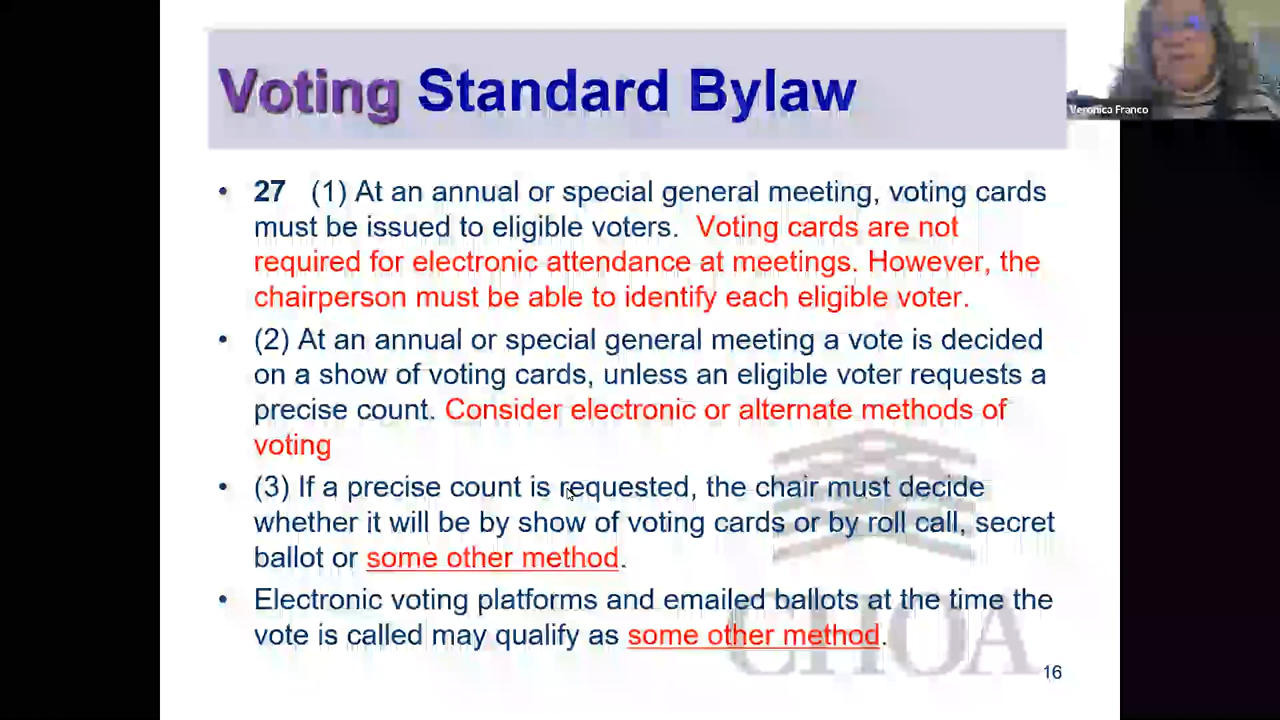 Voting Standard Bylaw
Veronica Franco
• 27 (1) At an annual or special general meeting, voting cards
must be issued to eligible voters. Voting cards are not
required for electronic attendance at meetings. However, the
chairperson must be able to identify each eligible voter.
• (2) At an annual or special general meeting a vote is decided
on a show of voting cards, unless an eligible voter requests a
precise count. Consider electronic or alternate methods of
voting
• (3) If a precise count is requested, the chair must decide
whether it will be by show of voting cards or by roll call, secret
ballot or some other method.
• Electronic voting platforms and emailed ballots at the time the
vote is called may qualify as some other method.
CHOA
16